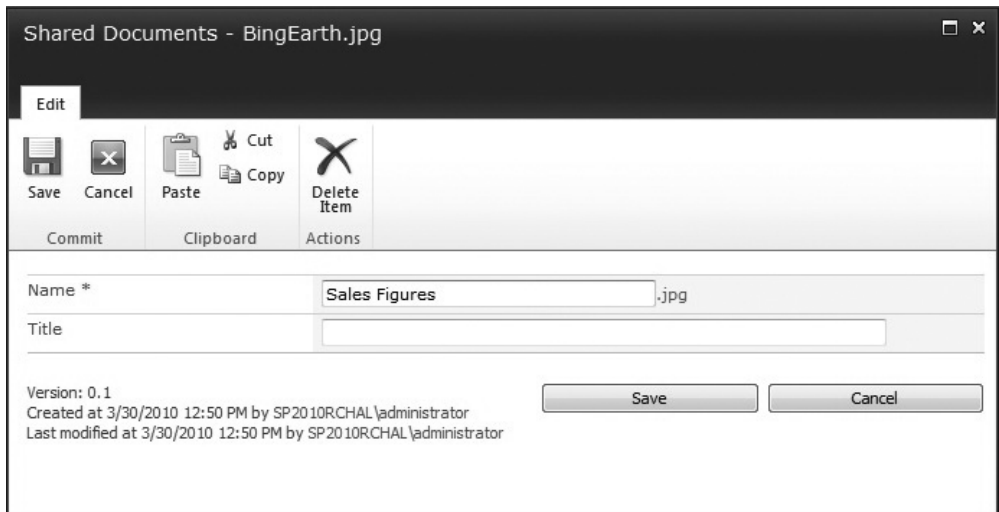 Shared Documents - BingEarth.jpg
Edit
Save
Cancel
Paste
Cut
Copy
Delete
Item
Commit
Clipboard
Actions
Name *
Sales Figures .jpg
Title
Version: 0.1
Created at 3/30/2010 12:50 PM by SP2010RCHAL\administrator
Last modified at 3/30/2010 12:50 PM by SP2010RCHAL\administrator
Save
Cancel